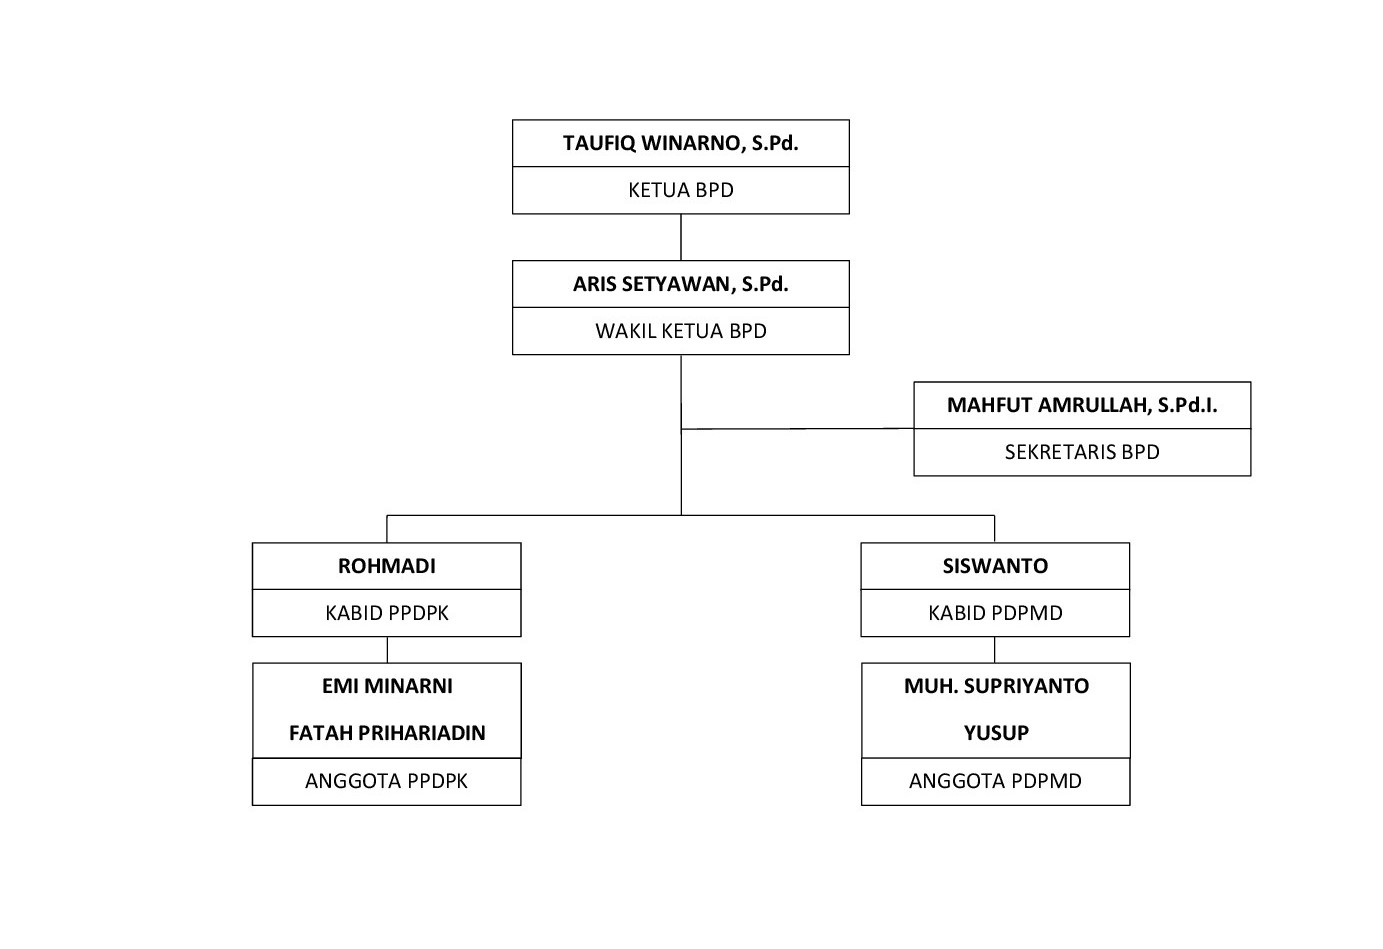 TAUFIQ WINARNO, S.Pd.
KETUA BPD
ARIS SETYAWAN, S.Pd.
WAKIL KETUA BPD
MAHFUT AMRULLAH, S.Pd.I.
SEKRETARIS BPD
ROHMADI
KABID PPDPK
EMI MINARNI
FATAH PRIHARIADIN
ANGGOTA PPDPK
SISWANTO
KABID PDPMD
MUH. SUPRIYANTO
YUSUP
ANGGOTA PDPMD